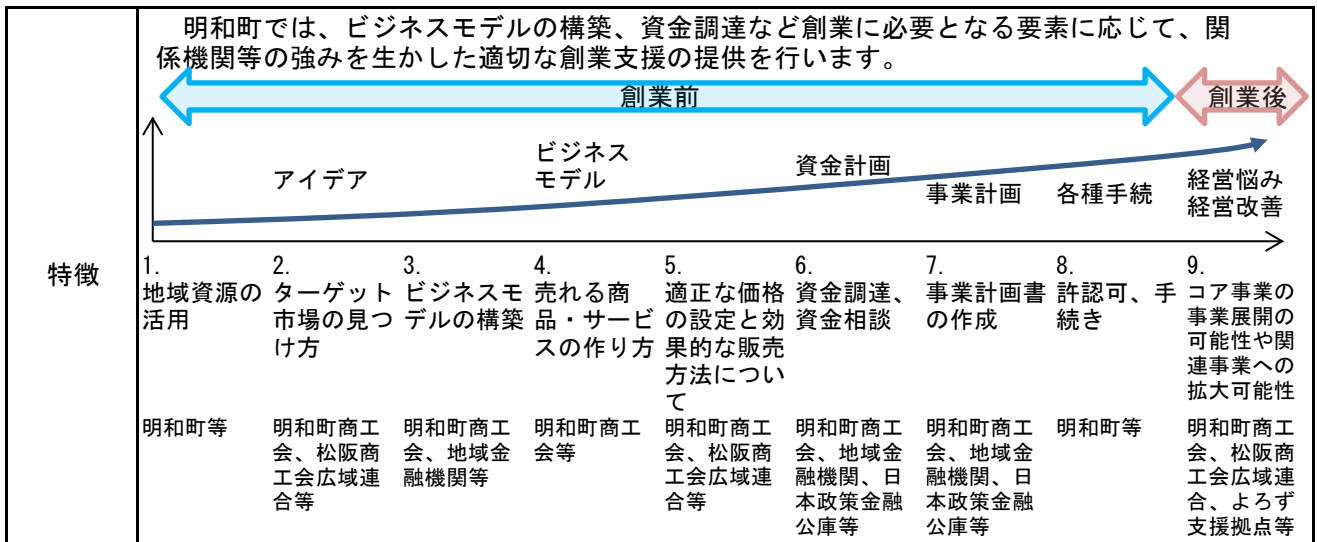 明和町では、ビジネスモデルの構築、資金調達など創業に必要となる要素に応じて、関
係機関等の強みを生かした適切な創業支援の提供を行います。
創業前
創業後
アイデア
ビジネス
モデル
資金計画
事業計画
各種手続
経営悩み
経営改善
特徴
1.
地域資源の
活用
明和町等
2.
ターゲット
市場の見つ
け方
明和町商工
会、松阪商
工会広域連
合等
3.
ビジネスモ
デルの構築
明和町商工
会、地域金
融機関等
4.
売れる商
品・サービ
スの作り方
明和町商工
会等
5.
適正な価格
の設定と効
果的な販売
方法につい
て
明和町商工
会、松阪商
工会広域連
合等
6.
資金調達、
資金相談
明和町商工
会、地域金
融機関、日
本政策金融
公庫等
7.
事業計画書
の作成
明和町商工
会、地域金
融機関、日
本政策金融
公庫等
8.
許認可、手
続き
明和町等
9.
コア事業の
事業展開の
可能性や関
連事業への
拡大可能性
明和町商工
会、松阪商
工会広域連
合、よろず
支援拠点等